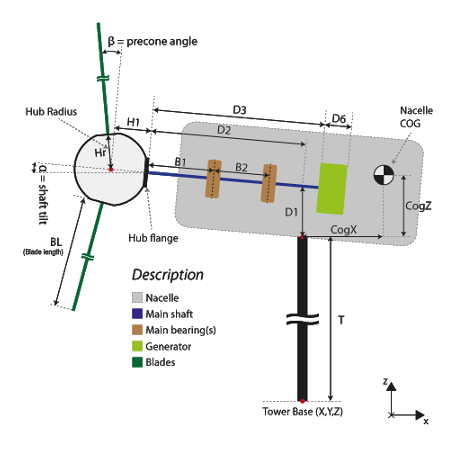 β = precone angle
Hub Radius
H1
D3
D6
Nacelle
COG
D2
Hr
B1
B2
α = shaft tilt
CogZ
D1
CogX
BL
(Blade length)
Hub flange
Description
Nacelle
Main shaft
Main bearing(s)
Generator
Blades
T
Tower Base (X,Y,Z)
z
x